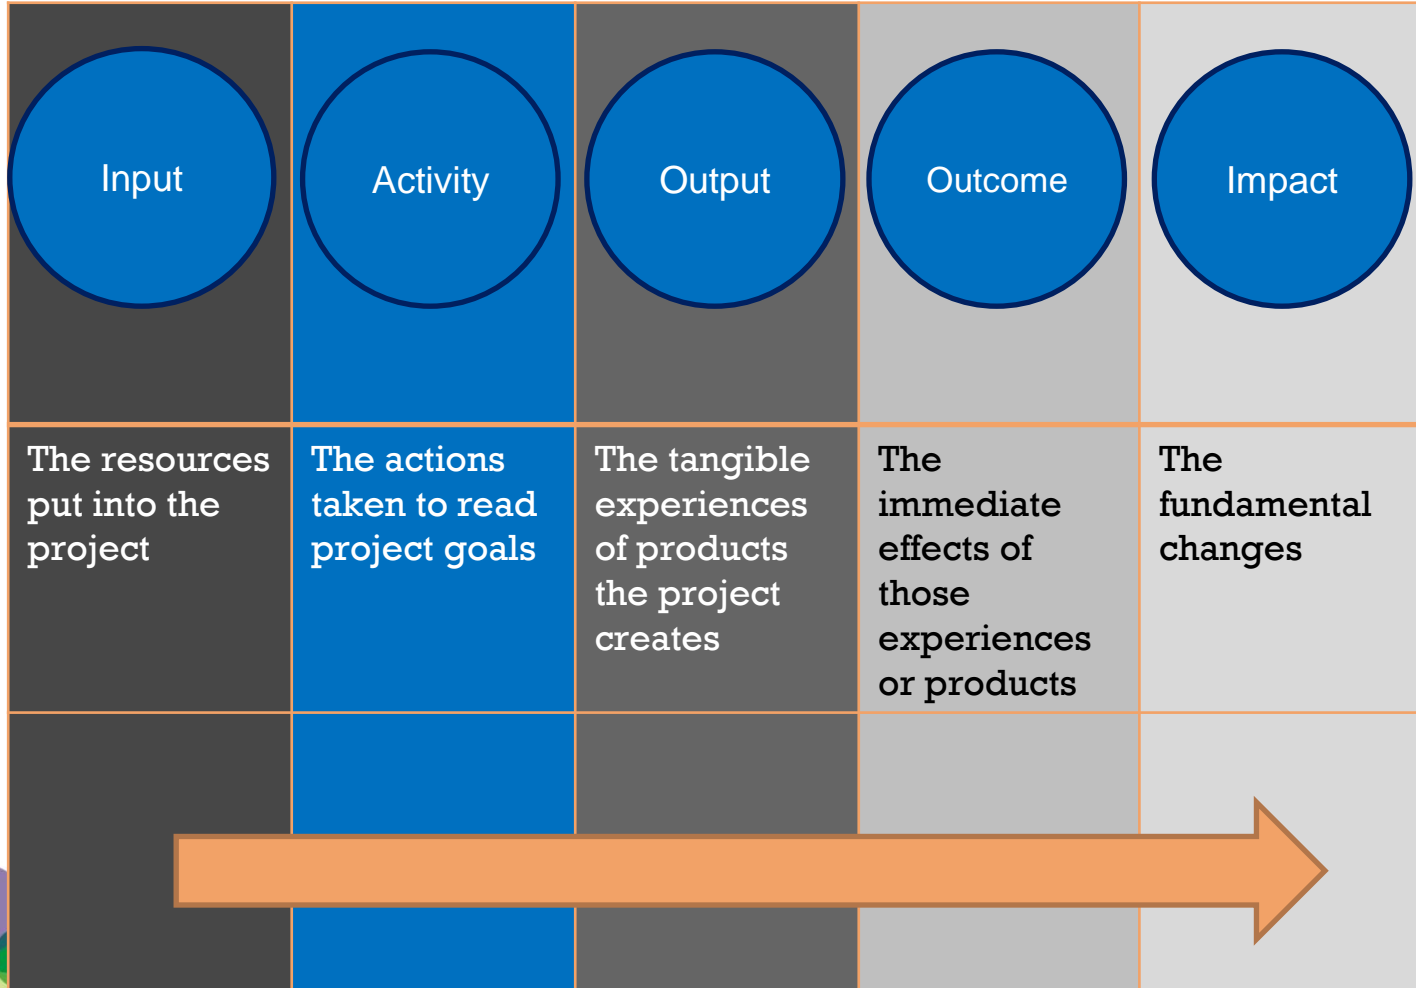 Input
Activity
Output
Outcome
Impact
The resources
put into the
project
The actions
taken to read
project goals
The tangible
experiences
of products
the project
creates
The
immediate
effects of
those
experiences
or products
The
fundamental
changes